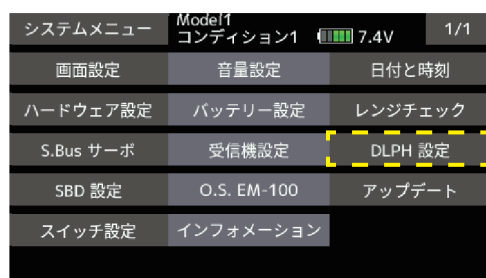 システムメニュー Model1 コンディション1 7.4V 1/1
画面設定 音量設定 日付と時刻
ハードウェア設定 バッテリー設定 レンジチェック
S.Bus サーボ 受信機設定 DLPH 設定
SBD 設定 O.S. EM-100 アップデート
スイッチ設定 インフォメーション